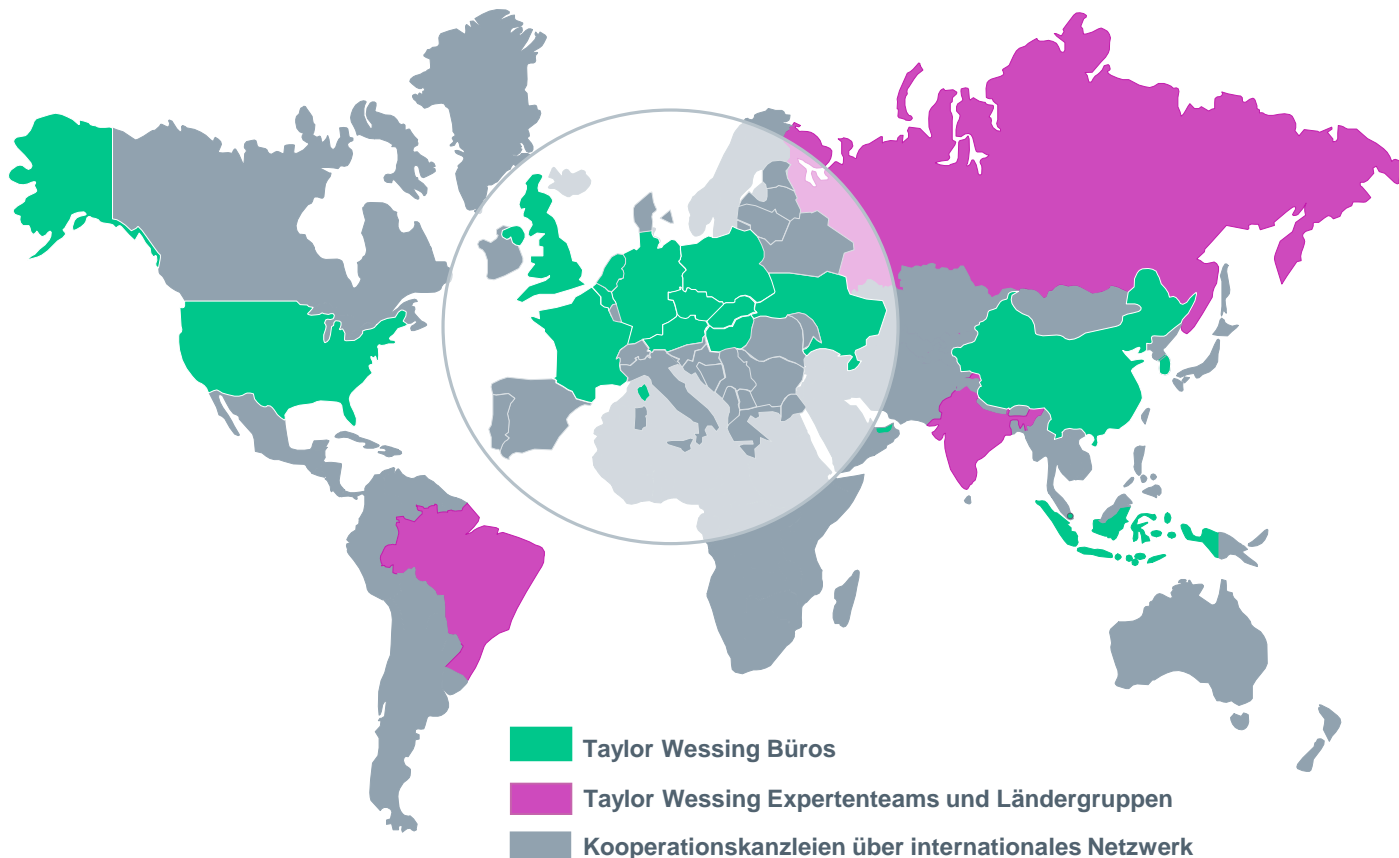 Taylor Wessing Büros
Taylor Wessing Expertenteams und Ländergruppen
Kooperationskanzleien über internationales Netzwerk